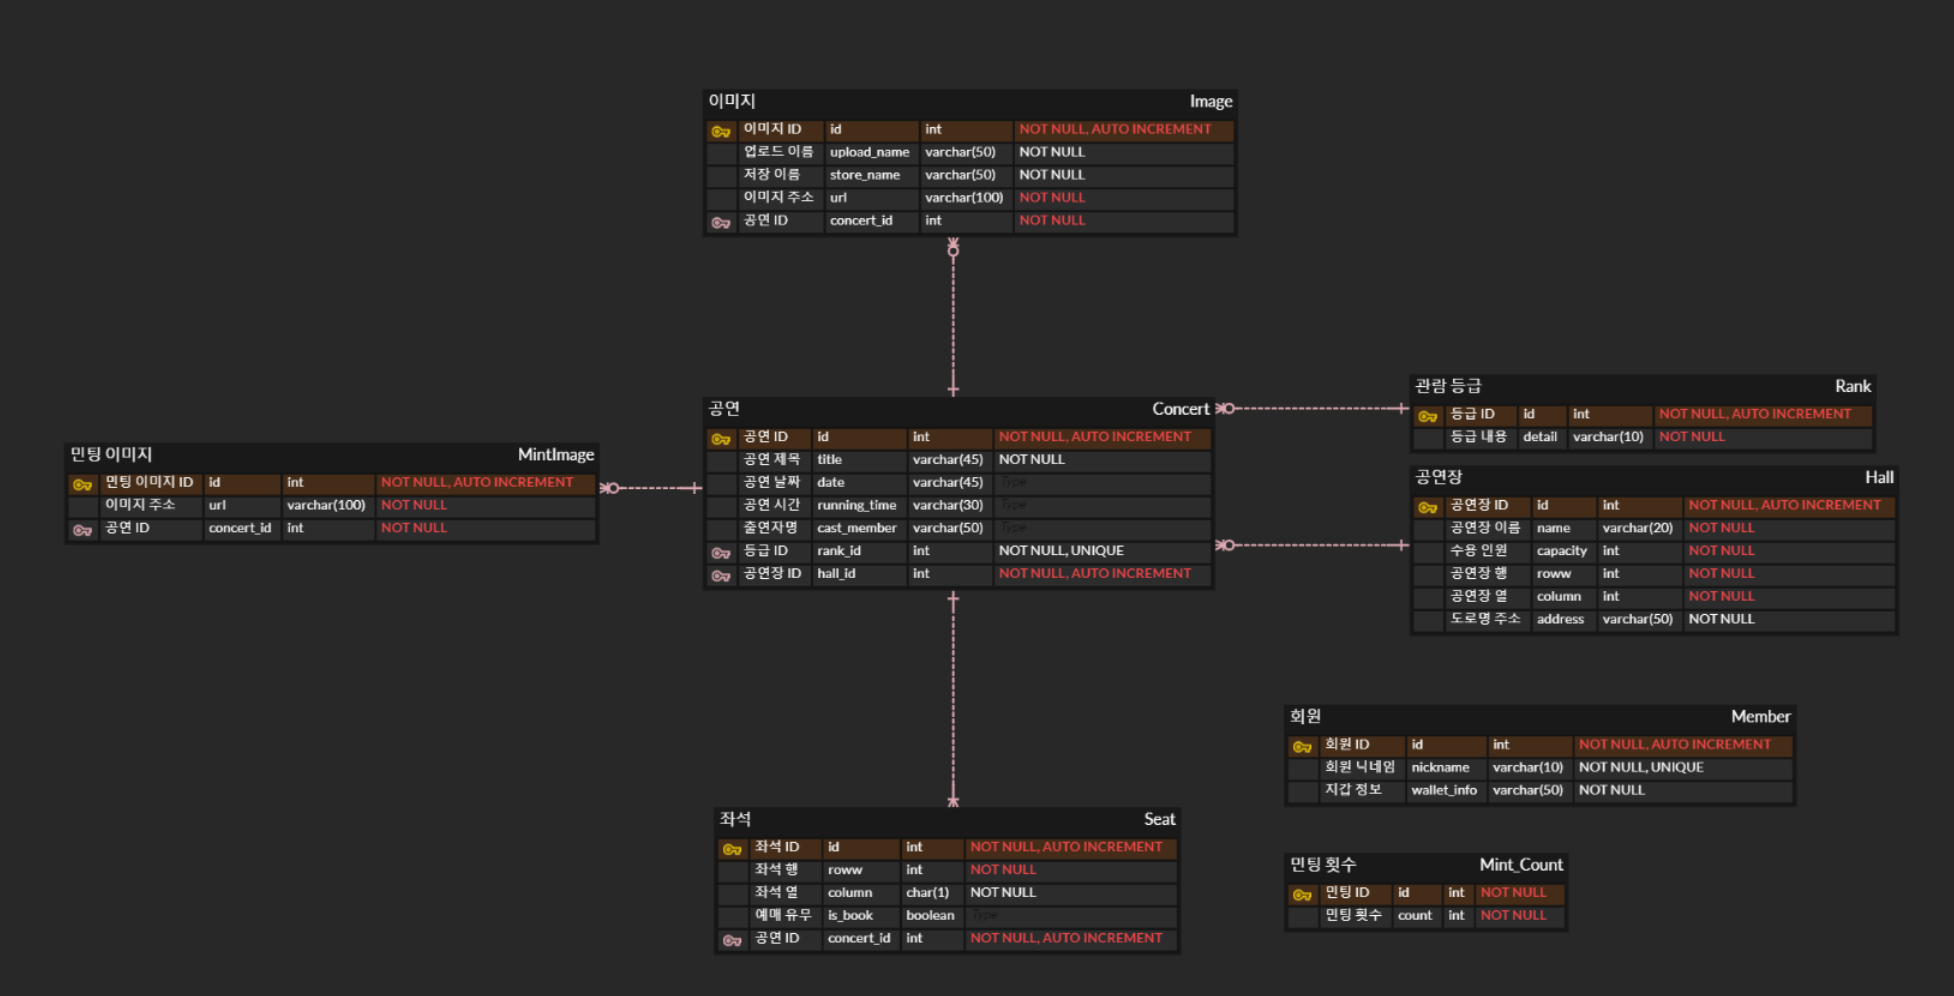 이미지 Image
이미지 ID id int NOT NULL, AUTO INCREMENT
업로드 이름 upload_name varchar(50) NOT NULL
저장 이름 store_name varchar(50) NOT NULL
이미지 주소 url varchar(100) NOT NULL
공연 ID concert_id int NOT NULL
공연 Concert
공연 ID id int NOT NULL, AUTO INCREMENT
공연 제목 title varchar(45) NOT NULL
공연 날짜 date varchar(45) Type
공연 시간 running_time varchar(30) Type
출연자명 cast_member varchar(50) Type
등급 ID rank_id int NOT NULL, UNIQUE
공연장 ID hall_id int NOT NULL, AUTO INCREMENT
관람 등급 Rank
등급 ID id int NOT NULL, AUTO INCREMENT
등급 내용 detail varchar(10) NOT NULL
민팅 이미지 MintImage
민팅 이미지 ID id int NOT NULL, AUTO INCREMENT
이미지 주소 url varchar(100) NOT NULL
공연 ID concert_id int NOT NULL
공연장 Hall
공연장 ID id int NOT NULL, AUTO INCREMENT
공연장 이름 name varchar(20) NOT NULL
수용 인원 capacity int NOT NULL
공연장 행 roww int NOT NULL
공연장 열 column int NOT NULL
도로명 주소 address varchar(50) NOT NULL
회원 Member
회원 ID id int NOT NULL, AUTO INCREMENT
회원 닉네임 nickname varchar(10) NOT NULL, UNIQUE
지갑 정보 wallet_info varchar(50) NOT NULL
좌석 Seat
좌석 ID id int NOT NULL, AUTO INCREMENT
좌석 행 roww int NOT NULL
좌석 열 column char(1) NOT NULL
예매 유무 is_book boolean Type
공연 ID concert_id int NOT NULL, AUTO INCREMENT
민팅 횟수 Mint_Count
민팅 ID id int NOT NULL
민팅 횟수 count int NOT NULL